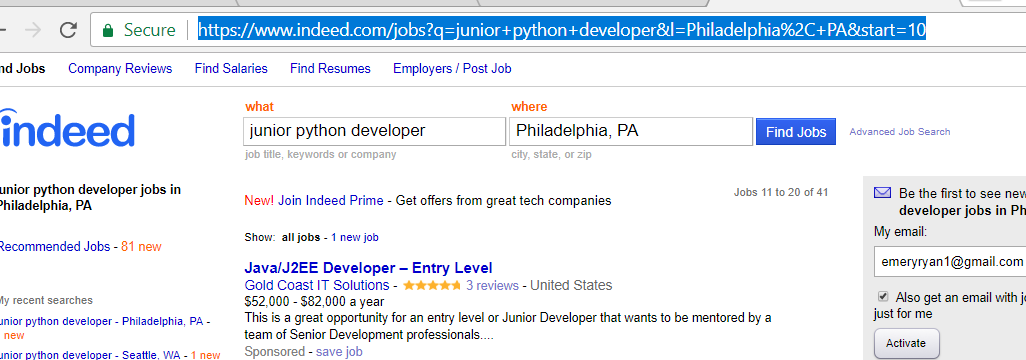 Secure https://www.indeed.com/jobs?q=junior+python+developer&l=Philadelphia%2C+PA&start=10
nd Jobs Company Reviews Find Salaries Find Resumes Employers / Post Job
what where
indeed junior python developer Philadelphia, PA Find Jobs Advanced Job Search
job title, keywords or company city, state, or zip
unior python developer jobs in
Philadelphia, PA
Recommended Jobs - 81 new
My recent searches
unior python developer - Philadelphia, PA -
new
unior python developer - Seattle, WA - 1 new
New! Join Indeed Prime - Get offers from great tech companies
Jobs 11 to 20 of 41
Show: all jobs - 1 new job
Java/J2EE Developer – Entry Level
Gold Coast IT Solutions - 3 reviews - United States
$52,000 - $82,000 a year
This is a great opportunity for an entry level or Junior Developer that wants to be mentored by a
team of Senior Development professionals....
Sponsored - save job
Be the first to see new
developer jobs in Ph
My email:
emeryryan1@gmail.com
Also get an email with jo
just for me
Activate